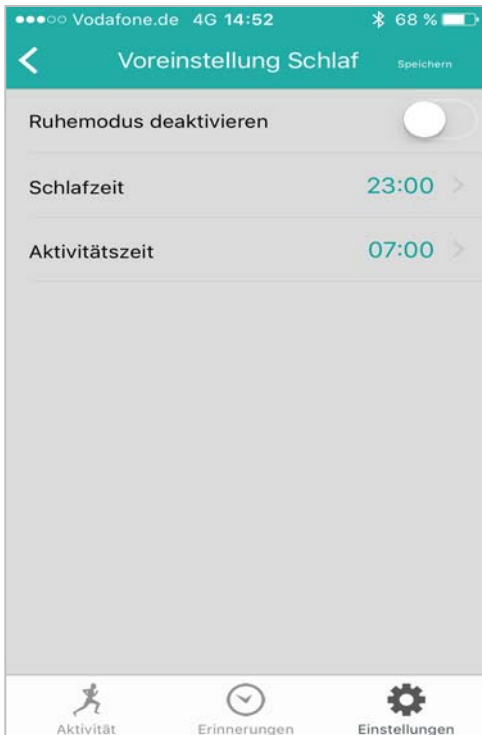 Vodafone.de 4G 14:52 68 %
Voreinstellung Schlaf Speichern
Ruhemodus deaktivieren
Schlafzeit 23:00
Aktivitätszeit 07:00
Aktivität Erinnerungen Einstellungen